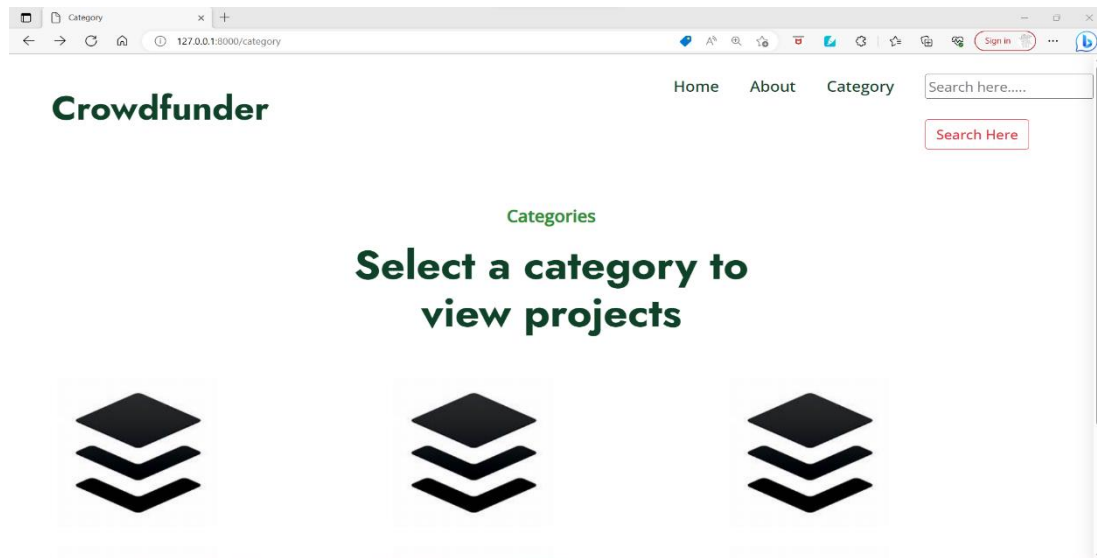 Category
127.0.0.1:8000/category
Sign in
Crowdfunder
Home About Category Search here.....
Search Here
Categories
Select a category to
view projects